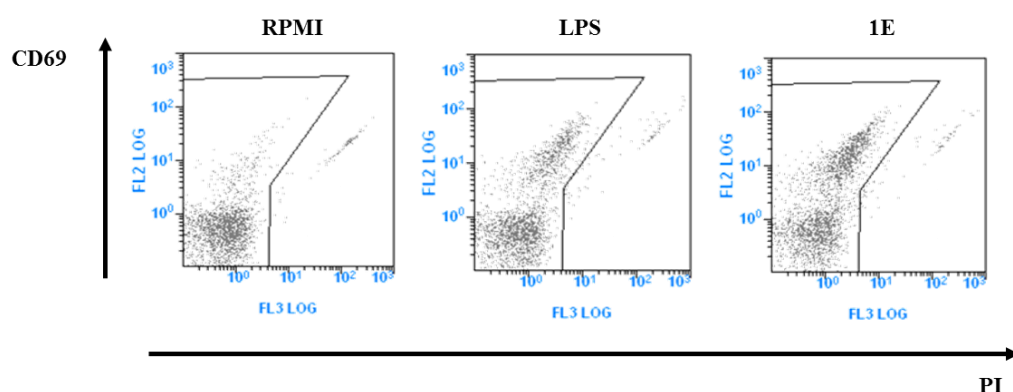 RPMI LPS 1E
CD69
10³ 10³ 10³
10² 10² 10²
FL2 LOG FL2 LOG FL2 LOG
10¹ 10¹ 10¹
10⁰ 10⁰ 10⁰
10⁰ 10¹ 10² 10³ 10⁰ 10¹ 10² 10³ 10⁰ 10¹ 10² 10³
FL3 LOG FL3 LOG FL3 LOG
PI